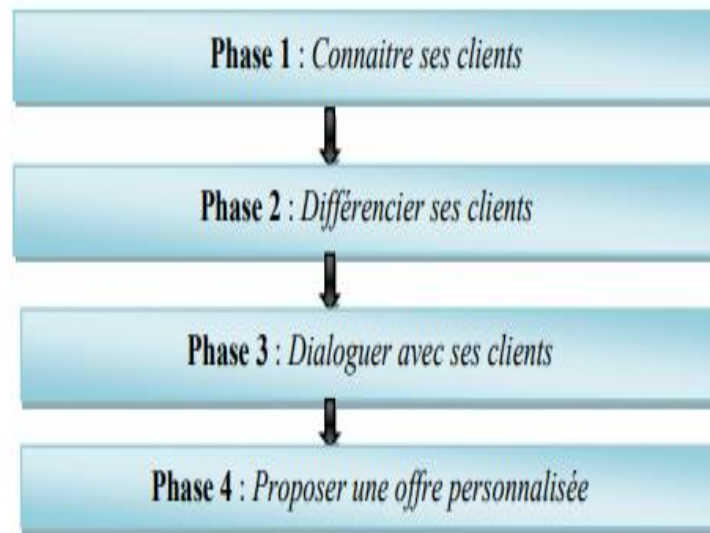 Phase 1 : Connaitre ses clients
Phase 2 : Différencier ses clients
Phase 3 : Dialoguer avec ses clients
Phase 4 : Proposer une offre personnalisée